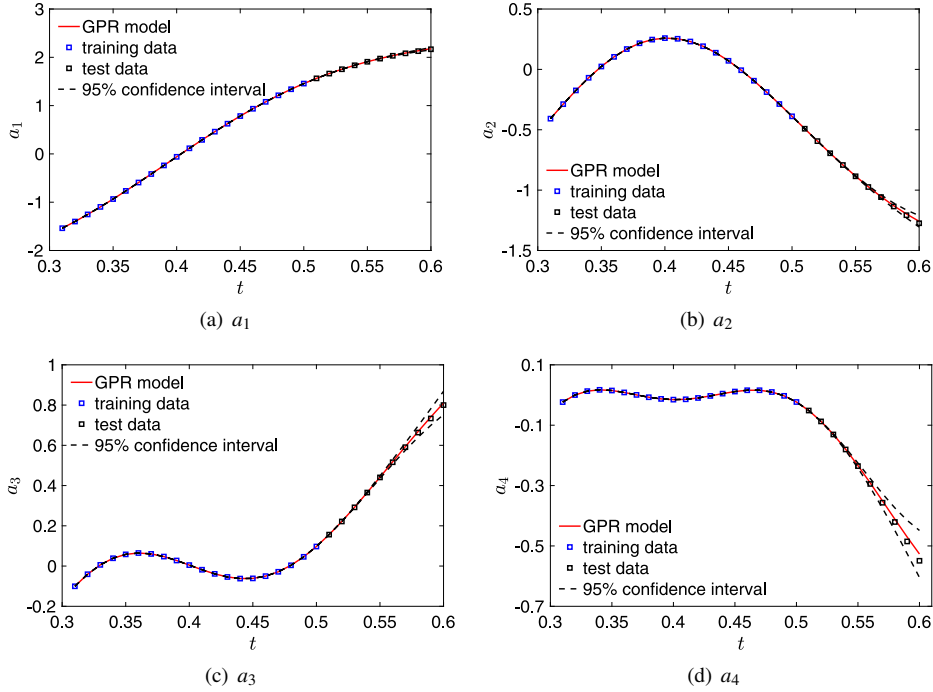 3
GPR model
training data
test data
95% confidence interval
2
1
0
-1
-2
a₁
0.3 0.35 0.4 0.45 0.5 0.55 0.6
t
(a) a₁
0.5
0
-0.5
-1
-1.5
a₂
GPR model
training data
test data
95% confidence interval
0.3 0.35 0.4 0.45 0.5 0.55 0.6
t
(b) a₂
1
GPR model
training data
test data
95% confidence interval
0.8
0.6
0.4
0.2
0
-0.2
a₃
0.3 0.35 0.4 0.45 0.5 0.55 0.6
t
(c) a₃
0.1
-0.1
-0.3
-0.5
-0.7
a₄
GPR model
training data
test data
95% confidence interval
0.3 0.35 0.4 0.45 0.5 0.55 0.6
t
(d) a₄